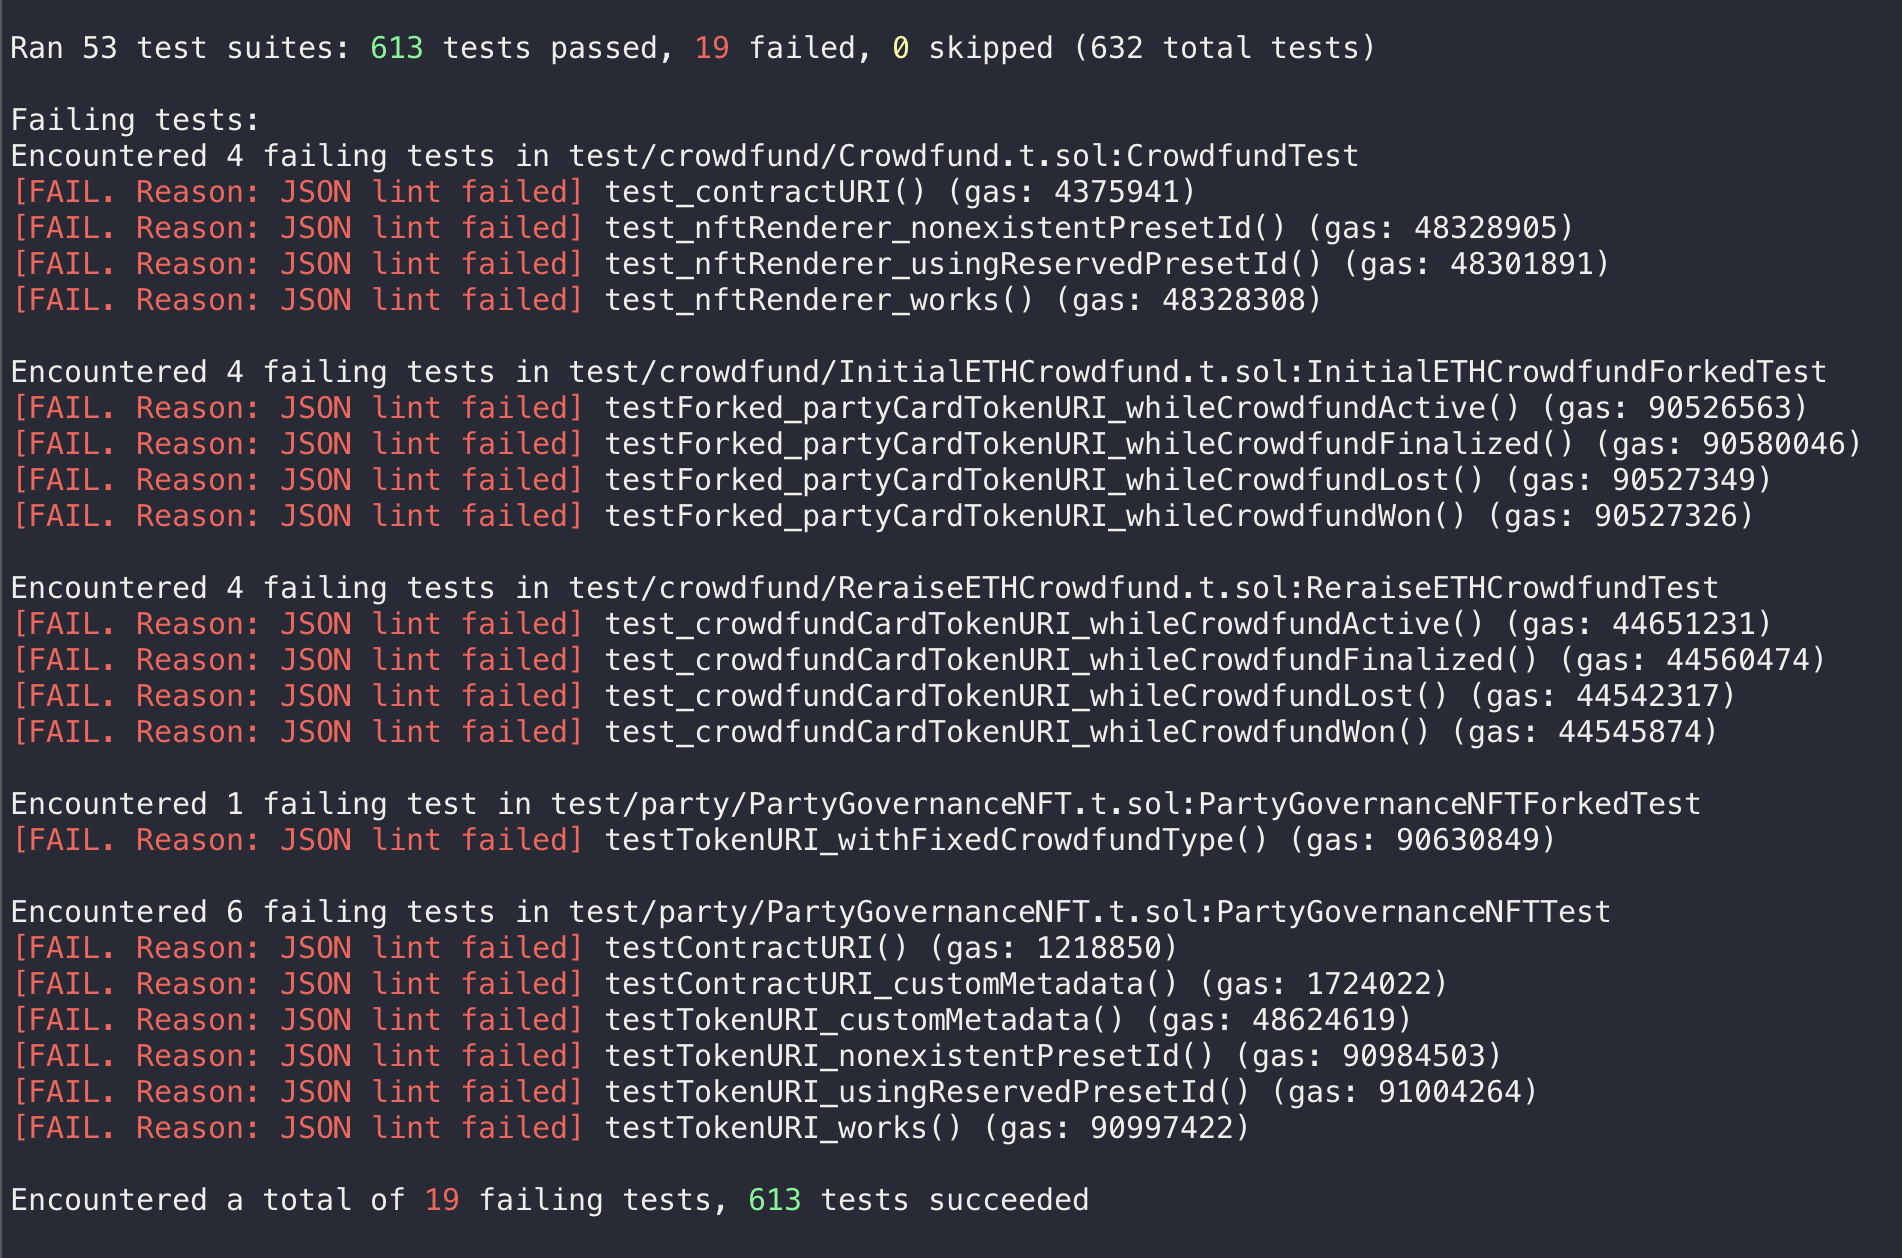 Ran 53 test suites: 613 tests passed, 19 failed, 0 skipped (632 total tests)
Failing tests:
Encountered 4 failing tests in test/crowdfund/Crowdfund.t.sol:CrowdfundTest
[FAIL. Reason: JSON lint failed] test_contractURI() (gas: 4375941)
[FAIL. Reason: JSON lint failed] test_nftRenderer_nonexistentPresetId() (gas: 48328905)
[FAIL. Reason: JSON lint failed] test_nftRenderer_usingReservedPresetId() (gas: 48301891)
[FAIL. Reason: JSON lint failed] test_nftRenderer_works() (gas: 48328308)
Encountered 4 failing tests in test/crowdfund/InitialETHCrowdfund.t.sol:InitialETHCrowdfundForkedTest
[FAIL. Reason: JSON lint failed] testForked_partyCardTokenURI_whileCrowdfundActive() (gas: 90526563)
[FAIL. Reason: JSON lint failed] testForked_partyCardTokenURI_whileCrowdfundFinalized() (gas: 90580046)
[FAIL. Reason: JSON lint failed] testForked_partyCardTokenURI_whileCrowdfundLost() (gas: 90527349)
[FAIL. Reason: JSON lint failed] testForked_partyCardTokenURI_whileCrowdfundWon() (gas: 90527326)
Encountered 4 failing tests in test/crowdfund/ReraiseETHCrowdfund.t.sol:ReraiseETHCrowdfundTest
[FAIL. Reason: JSON lint failed] test_crowdfundCardTokenURI_whileCrowdfundActive() (gas: 44651231)
[FAIL. Reason: JSON lint failed] test_crowdfundCardTokenURI_whileCrowdfundFinalized() (gas: 44560474)
[FAIL. Reason: JSON lint failed] test_crowdfundCardTokenURI_whileCrowdfundLost() (gas: 44542317)
[FAIL. Reason: JSON lint failed] test_crowdfundCardTokenURI_whileCrowdfundWon() (gas: 44545874)
Encountered 1 failing test in test/party/PartyGovernanceNFT.t.sol:PartyGovernanceNFTForkedTest
[FAIL. Reason: JSON lint failed] testTokenURI_withFixedCrowdfundType() (gas: 90630849)
Encountered 6 failing tests in test/party/PartyGovernanceNFT.t.sol:PartyGovernanceNFTTest
[FAIL. Reason: JSON lint failed] testContractURI() (gas: 1218850)
[FAIL. Reason: JSON lint failed] testContractURI_customMetadata() (gas: 1724022)
[FAIL. Reason: JSON lint failed] testTokenURI_customMetadata() (gas: 48624619)
[FAIL. Reason: JSON lint failed] testTokenURI_nonexistentPresetId() (gas: 90984503)
[FAIL. Reason: JSON lint failed] testTokenURI_usingReservedPresetId() (gas: 91004264)
[FAIL. Reason: JSON lint failed] testTokenURI_works() (gas: 90997422)
Encountered a total of 19 failing tests, 613 tests succeeded